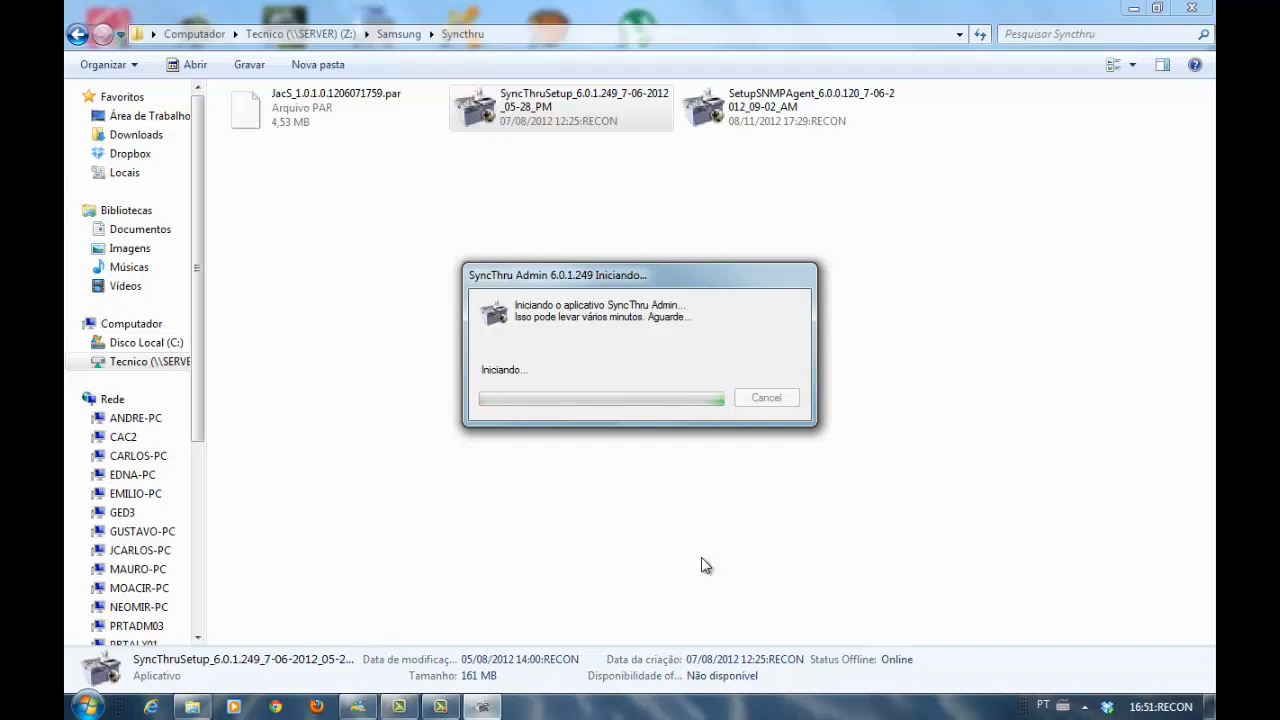 Computador
Tecnico (\\SERVER) (Z:)
Samsung
Syncthru
Pesquisar Syncthru
Organizar
Abrir
Gravar
Nova pasta
Favoritos
Área de Trabalho
Downloads
Dropbox
Locais
Bibliotecas
Documentos
Imagens
Músicas
Vídeos
Computador
Disco Local (C:)
Tecnico (\\SERVE
Rede
ANDRE-PC
CAC2
CARLOS-PC
EDNA-PC
EMILIO-PC
GED3
GUSTAVO-PC
JCARLOS-PC
MAURO-PC
MOACIR-PC
NEOMIR-PC
PRTADM03
PRTALX01
JacS_1.0.1.0.1206071759.par
Arquivo PAR
4,53 MB
SyncThruSetup_6.0.1.249_7-06-2012
_05-28_PM
07/08/2012 12:25:RECON
SetupSNMPAgent_6.0.0.120_7-06-2
012_09-02_AM
08/11/2012 17:29:RECON
SyncThru Admin 6.0.1.249 Iniciando...
Iniciando o aplicativo SyncThru Admin...
Isso pode levar vários minutos. Aguarde...
Iniciando...
Cancel
SyncThruSetup_6.0.1.249_7-06-2012_05-2...
Aplicativo
Data de modificaç... 05/08/2012 14:00:RECON
Tamanho: 161 MB
Data da criação: 07/08/2012 12:25:RECON
Disponibilidade of... Não disponível
Status Offline: Online
PT
16:51:RECON